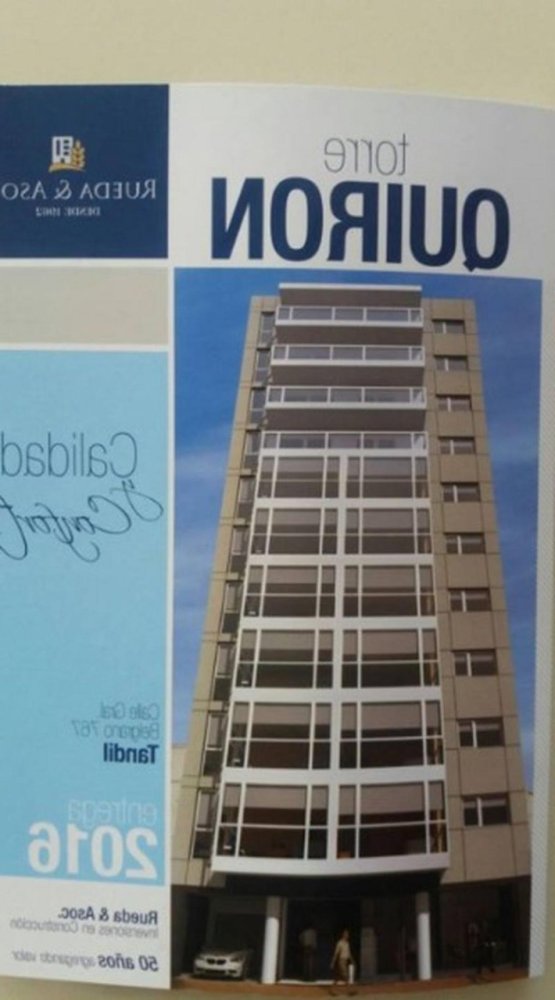 torre
QUIRON
RUEDA & ASO
DESDE 1962
Calidad
y Confort
Calle Gral.
Belgrano 767
Tandil
entrega
2016
Rueda & Asoc.
Inversiones en Construcción
50 años agregando valor